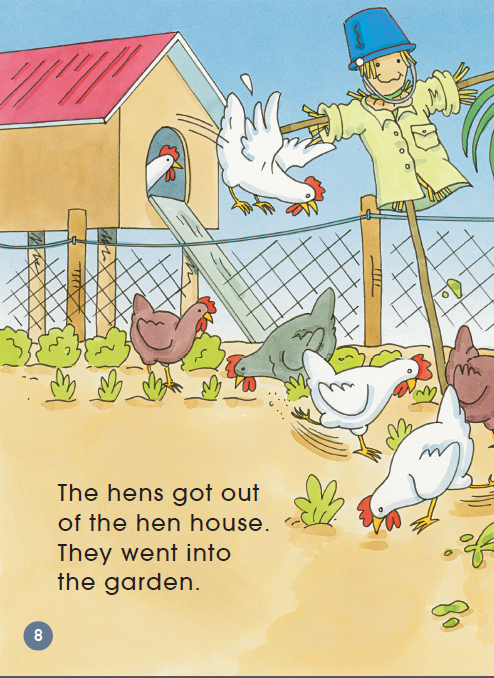 The hens got out
of the hen house.
They went into
the garden.
8